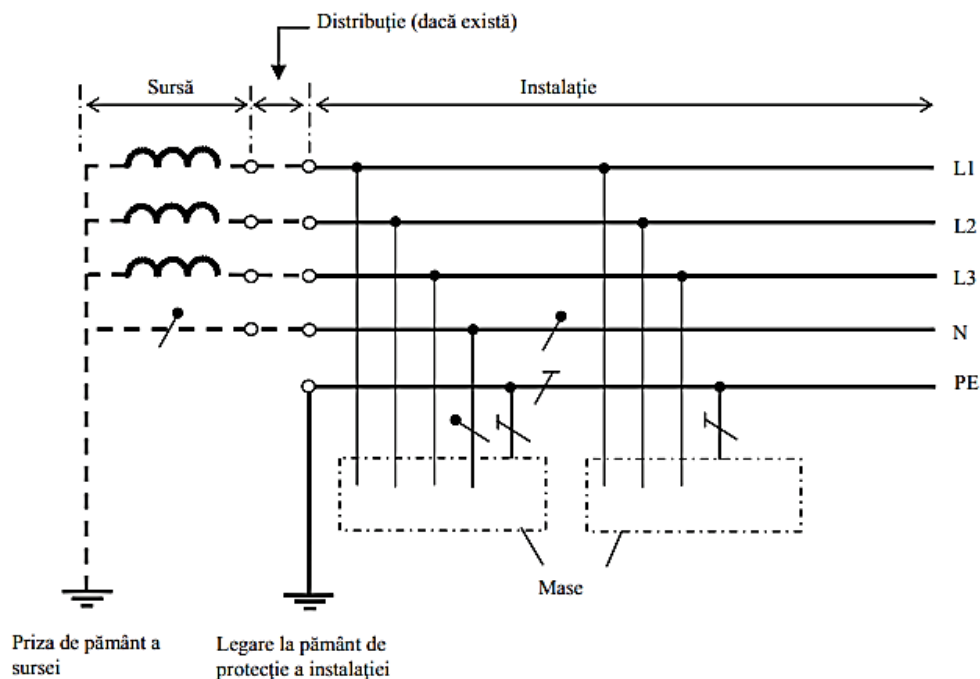 Distribuție (dacă există)
Sursă
Instalație
L1
L2
L3
N
PE
Mase
Priza de pământ a
sursei
Legare la pământ de
protecție a instalației